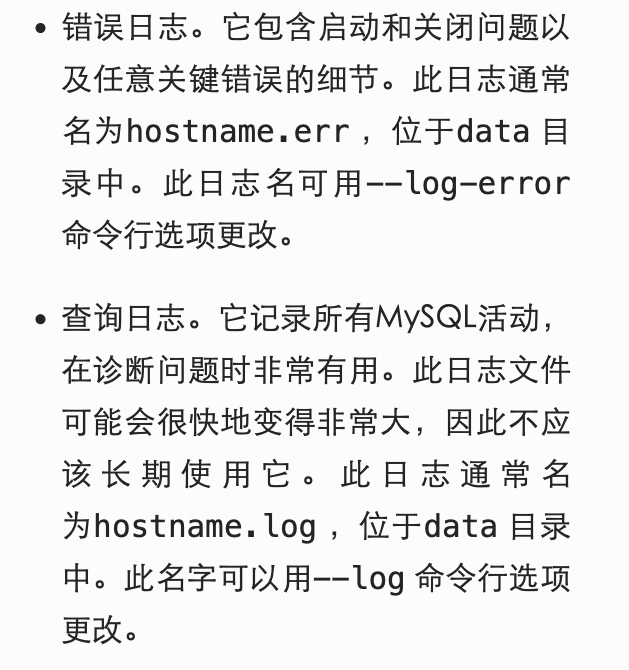 • 错误日志。它包含启动和关闭问题以
及任意关键错误的细节。此日志通常
名为hostname.err，位于data 目
录中。此日志名可用--log-error
命令行选项更改。
• 查询日志。它记录所有MySQL活动，
在诊断问题时非常有用。此日志文件
可能会很快地变得非常大，因此不应
该长期使用它。此日志通常名
为hostname.log，位于data 目录
中。此名字可以用--log 命令行选项
更改。